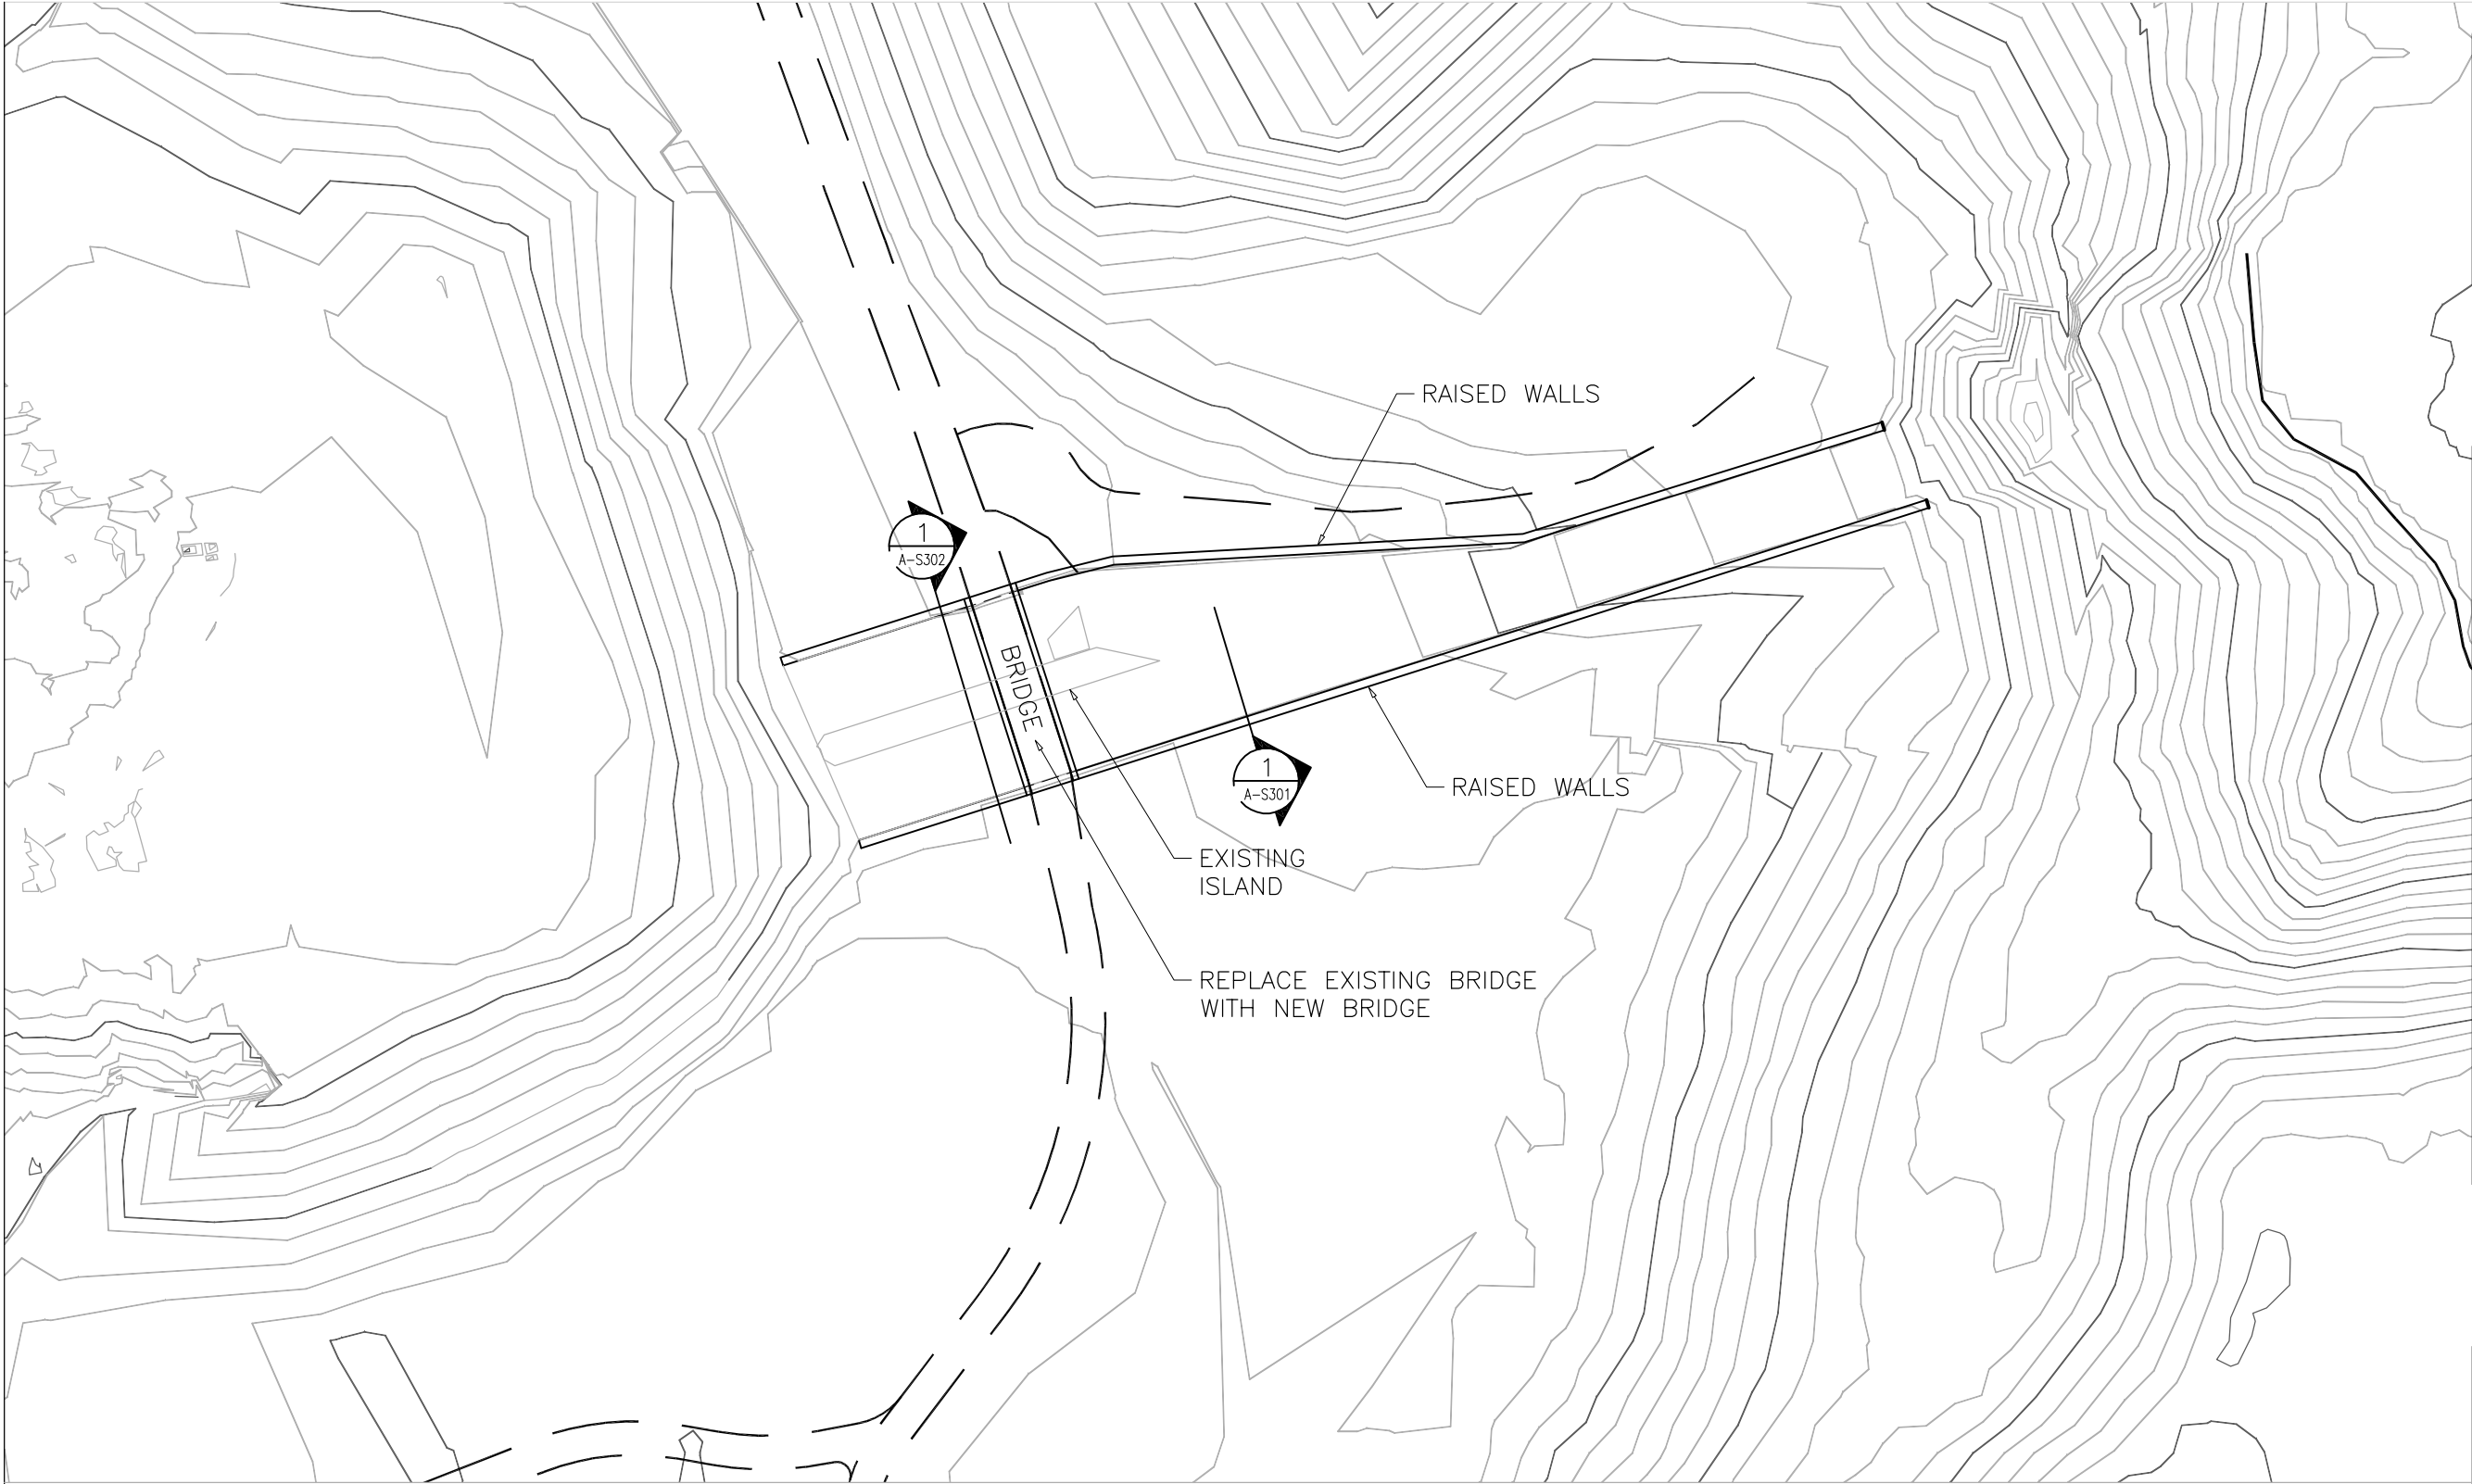 RAISED WALLS
1
A-S302
BRIDGE
1
A-S301
RAISED WALLS
EXISTING
ISLAND
REPLACE EXISTING BRIDGE
WITH NEW BRIDGE